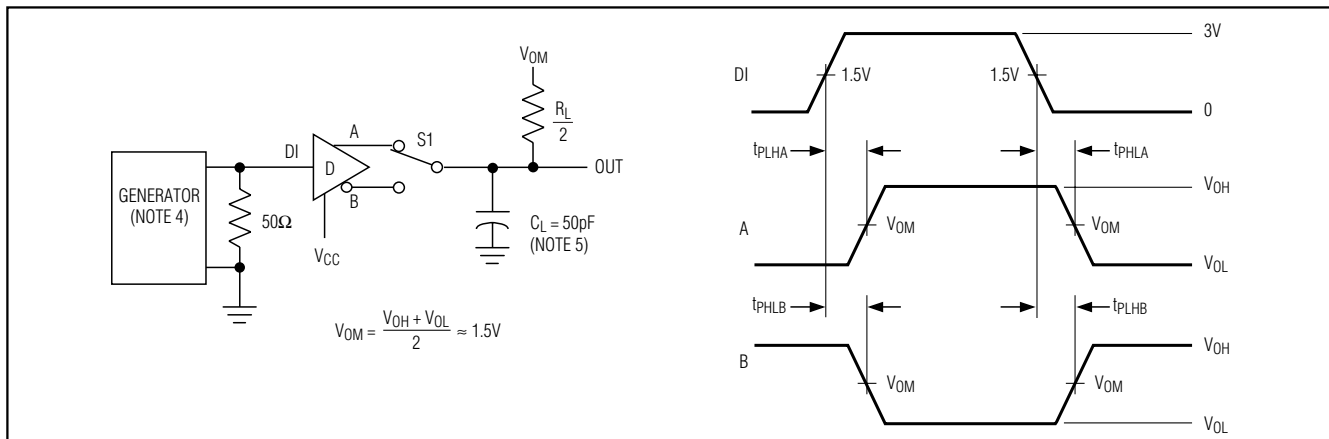 GENERATOR
(NOTE 4)
50Ω
DI
D
A
B
VCC
S1
VOM
RL
2
OUT
CL = 50pF
(NOTE 5)
VOM = VOH + VOL / 2 ≈ 1.5V
DI
1.5V
1.5V
3V
0
tPLHA
tPHLA
A
VOM
VOM
VOH
VOL
tPHLB
tPLHB
B
VOM
VOM
VOH
VOL